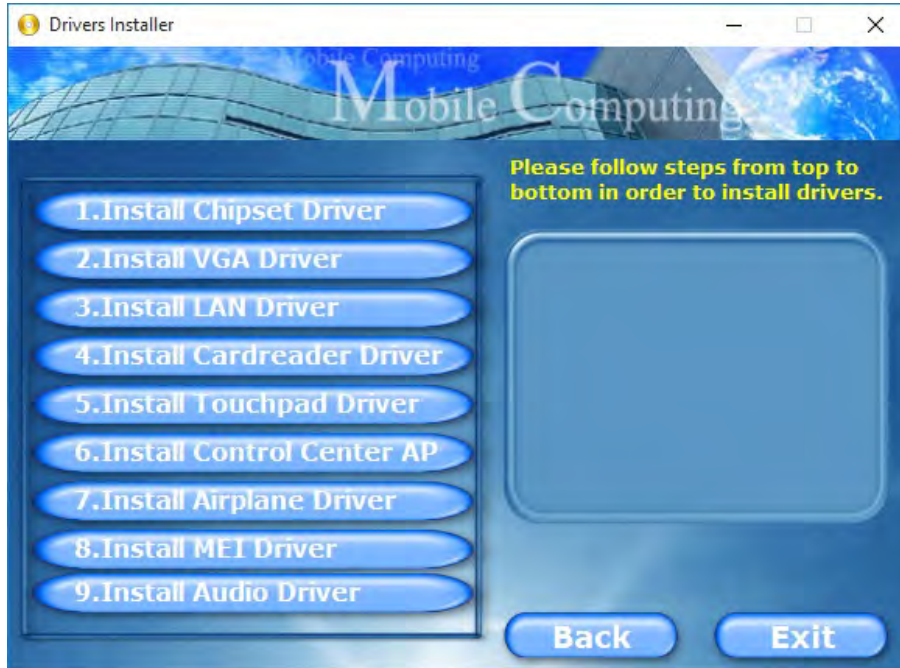 Drivers Installer
Mobile Computing
Mobile Computing
Please follow steps from top to
bottom in order to install drivers.
1.Install Chipset Driver
2.Install VGA Driver
3.Install LAN Driver
4.Install Cardreader Driver
5.Install Touchpad Driver
6.Install Control Center AP
7.Install Airplane Driver
8.Install MEI Driver
9.Install Audio Driver
Back
Exit